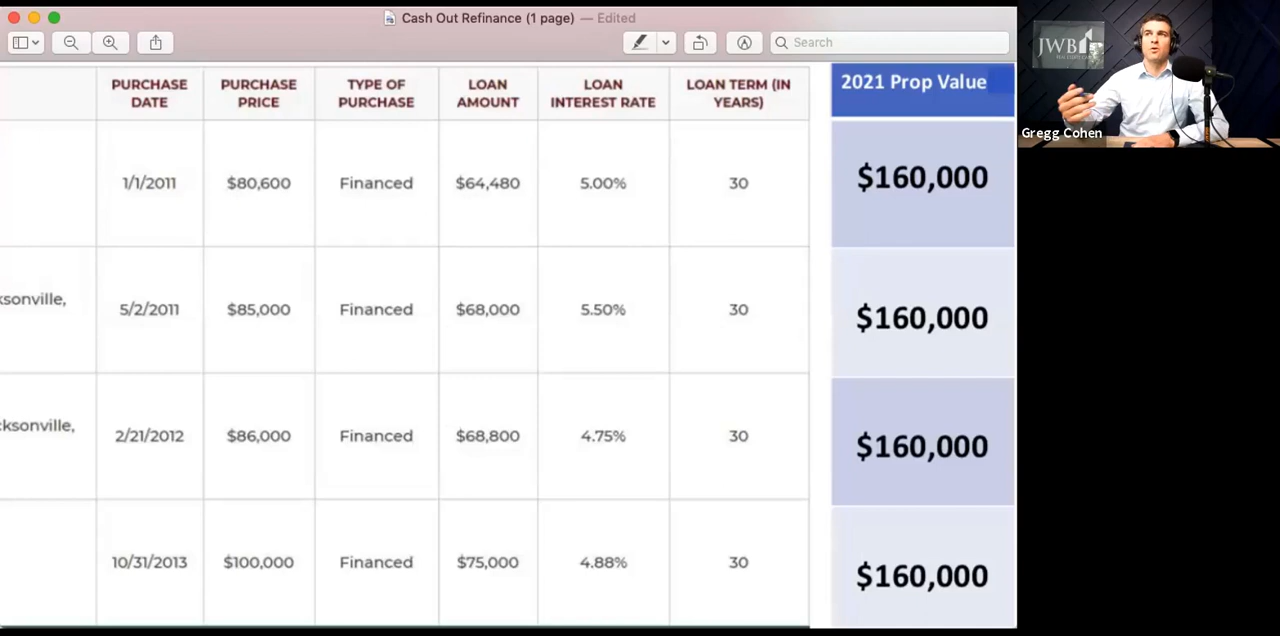 Cash Out Refinance (1 page) — Edited
Search
PURCHASE DATE
PURCHASE PRICE
TYPE OF PURCHASE
LOAN AMOUNT
LOAN INTEREST RATE
LOAN TERM (IN YEARS)
2021 Prop Value
1/1/2011 $80,600 Financed $64,480 5.00% 30 $160,000
ksonville, 5/2/2011 $85,000 Financed $68,000 5.50% 30 $160,000
cksonville, 2/21/2012 $86,000 Financed $68,800 4.75% 30 $160,000
10/31/2013 $100,000 Financed $75,000 4.88% 30 $160,000
JWB
Gregg Cohen